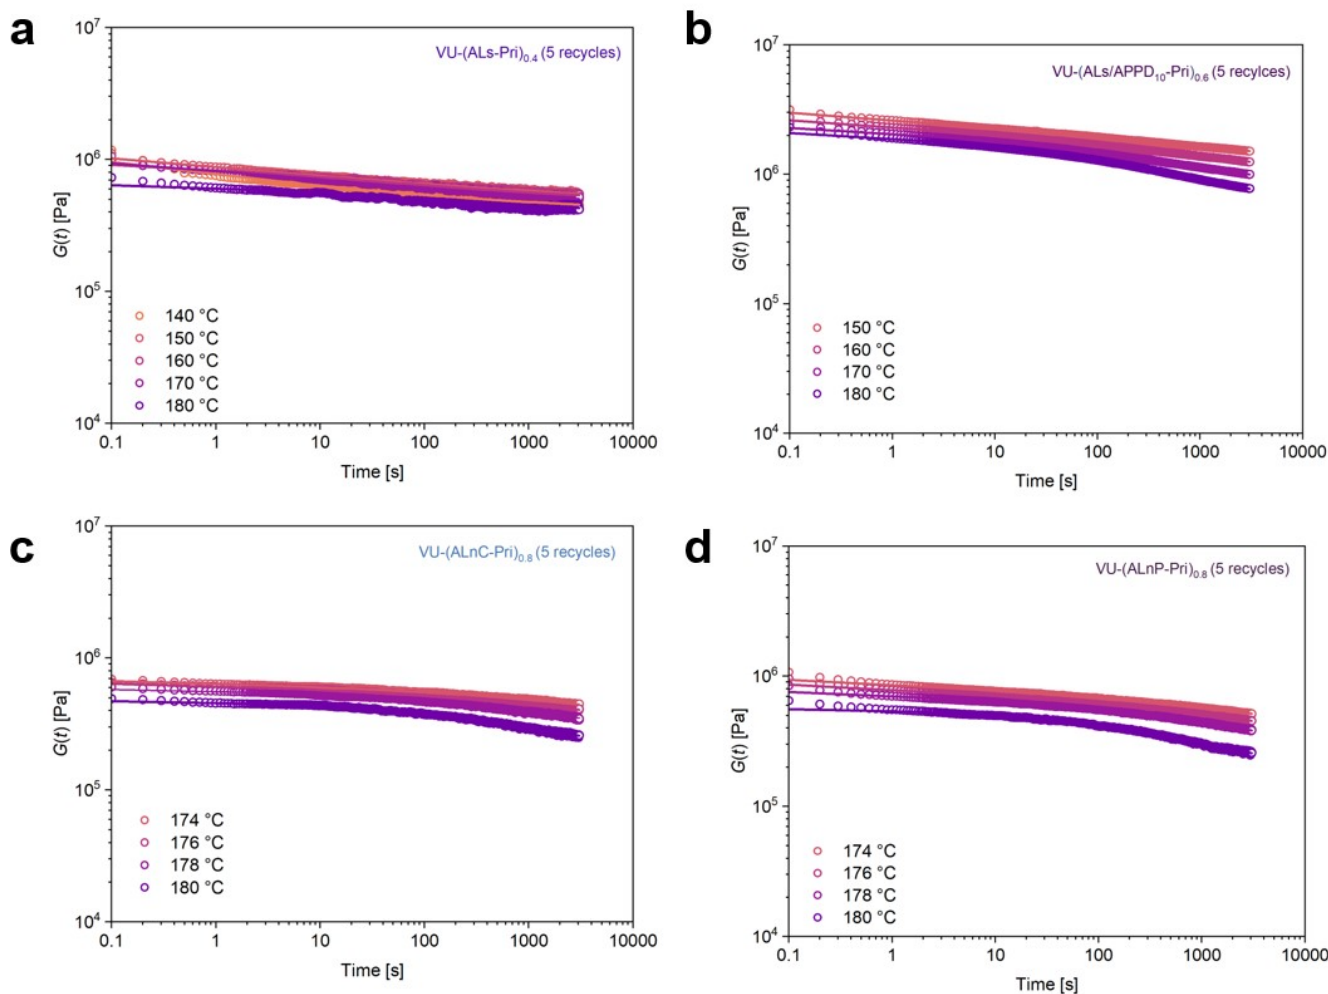 a
VU-(ALs-Pri)0.4 (5 recycles)
10^7
10^6
10^5
10^4
G(t) [Pa]
140 °C
150 °C
160 °C
170 °C
180 °C
0.1
1
10
100
1000
10000
Time [s]
b
VU-(ALs/APPD10-Pri)0.6 (5 recylces)
10^7
10^6
10^5
10^4
G(t) [Pa]
150 °C
160 °C
170 °C
180 °C
0.1
1
10
100
1000
10000
Time [s]
c
VU-(ALnC-Pri)0.8 (5 recycles)
10^7
10^6
10^5
10^4
G(t) [Pa]
174 °C
176 °C
178 °C
180 °C
0.1
1
10
100
1000
10000
Time [s]
d
VU-(ALnP-Pri)0.8 (5 recycles)
10^7
10^6
10^5
10^4
G(t) [Pa]
174 °C
176 °C
178 °C
180 °C
0.1
1
10
100
1000
10000
Time [s]